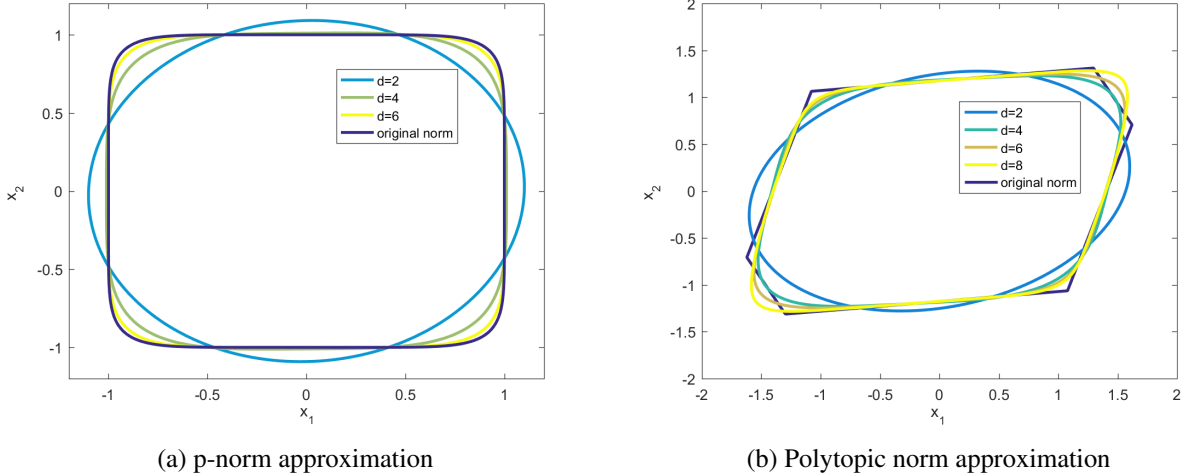 1
0.5
0
-0.5
-1
-1
-0.5
0
0.5
1
x2
x1
d=2
d=4
d=6
original norm
(a) p-norm approximation
2
1.5
1
0.5
0
-0.5
-1
-1.5
-2
-2
-1.5
-1
-0.5
0
0.5
1
1.5
2
x2
x1
d=2
d=4
d=6
d=8
original norm
(b) Polytopic norm approximation